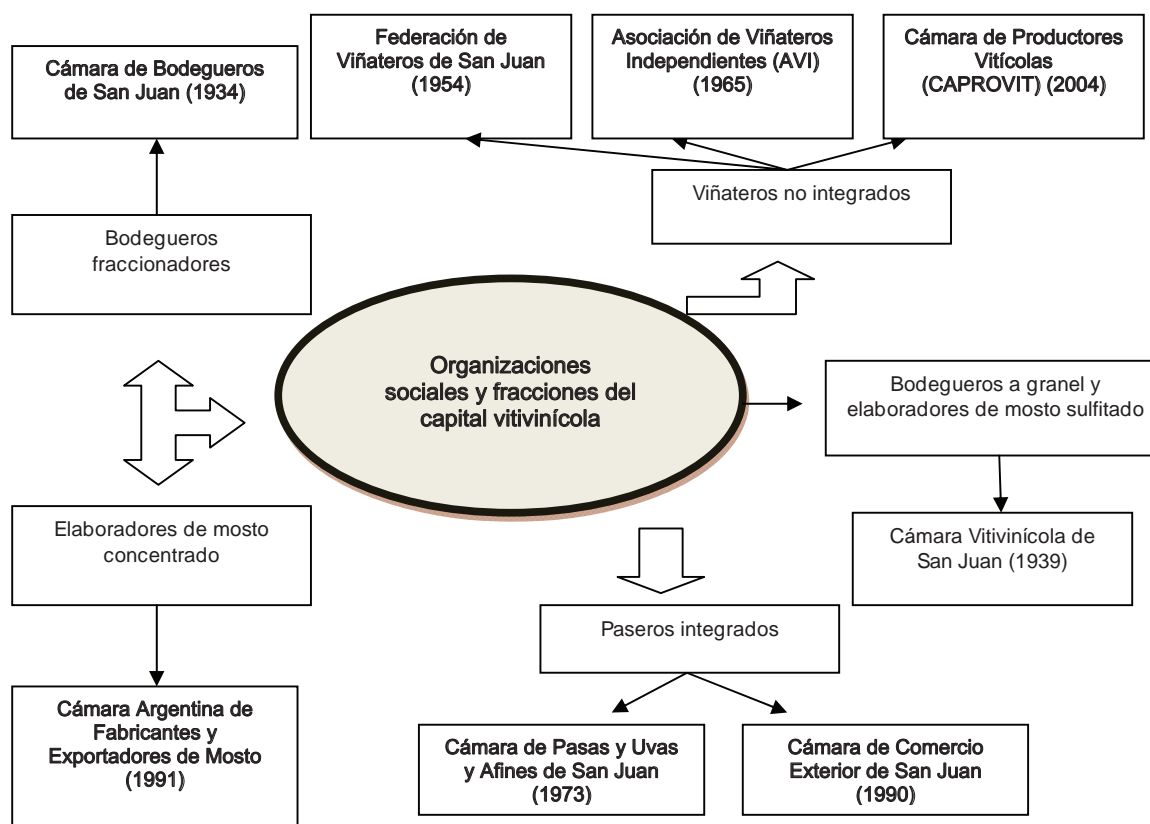 Cámara de Bodegueros
de San Juan (1934)
Federación de
Viñateros de San Juan
(1954)
Asociación de Viñateros
Independientes (AVI)
(1965)
Cámara de Productores
Vitícolas
(CAPROVIT) (2004)
Viñateros no integrados
Bodegueros
fraccionadores
Organizaciones
sociales y fracciones del
capital vitivinícola
Bodegueros a granel y
elaboradores de mosto sulfitado
Elaboradores de mosto
concentrado
Cámara Vitivinícola de
San Juan (1939)
Paseros integrados
Cámara Argentina de
Fabricantes y
Exportadores de Mosto
(1991)
Cámara de Pasas y Uvas
y Afines de San Juan
(1973)
Cámara de Comercio
Exterior de San Juan
(1990)